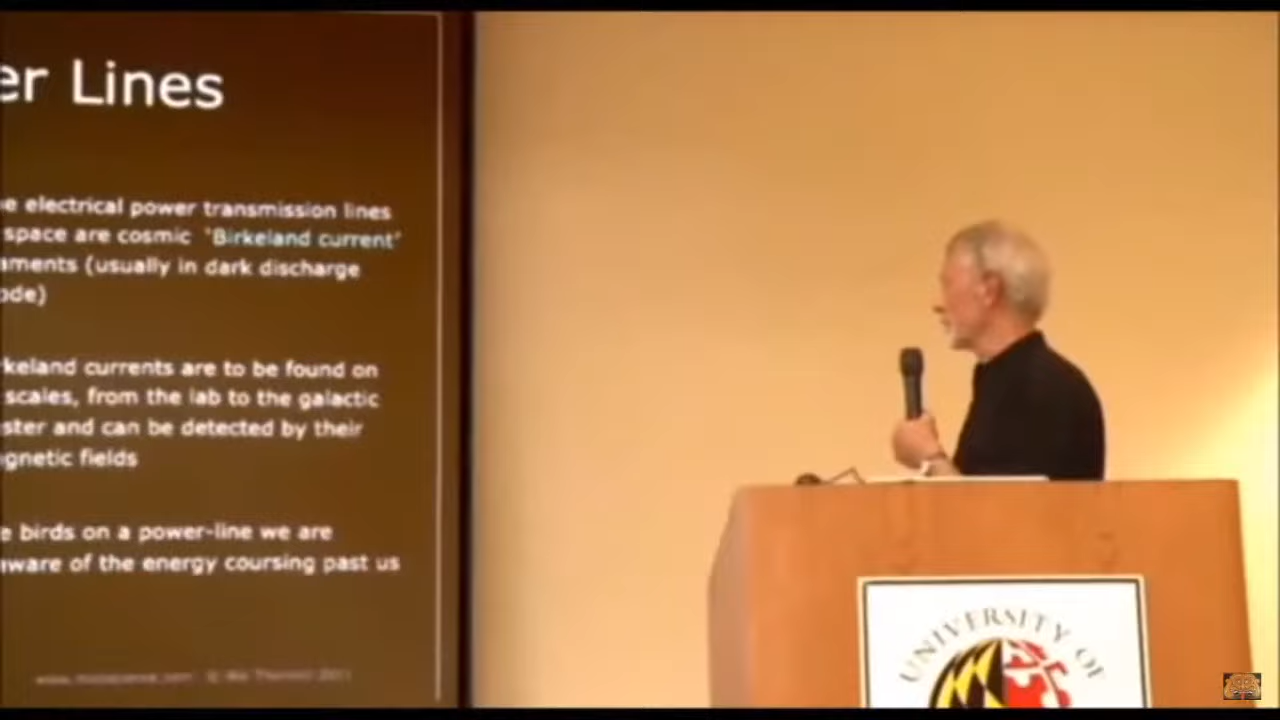 er Lines
e electrical power transmission lines
space are cosmic "Birkeland current"
aments (usually in dark discharge
ode)
rkeland currents are to be found on
scales, from the lab to the galactic
ster and can be detected by their
gnetic fields
e birds on a power-line we are
aware of the energy coursing past us
UNIVERSITY OF